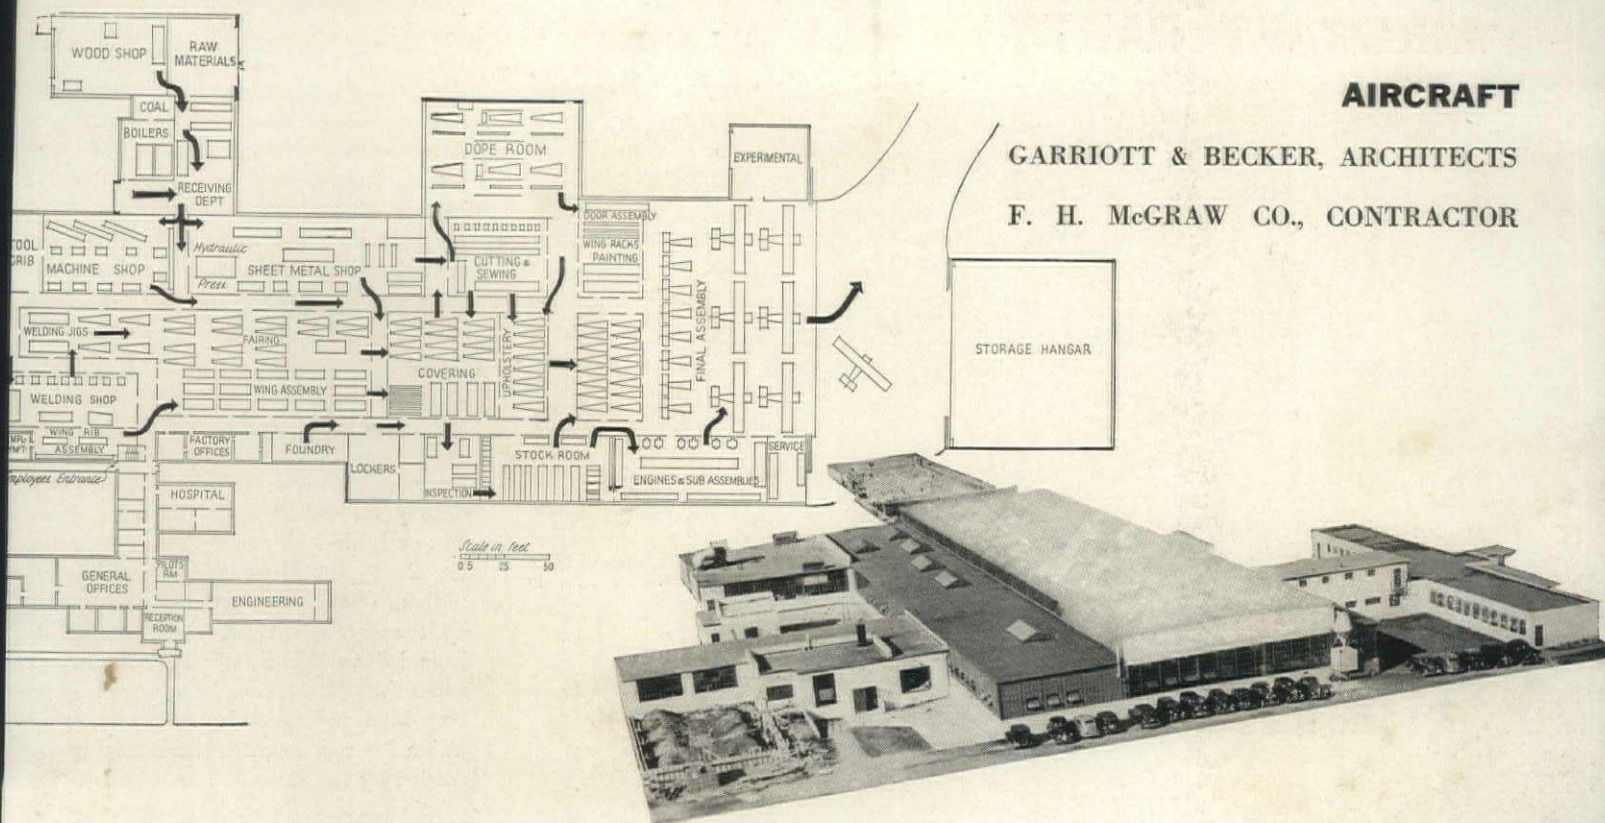 AIRCRAFT
GARRIOTT & BECKER, ARCHITECTS
F. H. McGRAW CO., CONTRACTOR
WOOD SHOP
RAW
MATERIALS
COAL
BOILERS
RECEIVING
DEPT
DOPE ROOM
EXPERIMENTAL
TOOL
CRIB
MACHINE SHOP
Hydraulic
Press
SHEET METAL SHOP
CUTTING &
SEWING
DOOR ASSEMBLY
WING RACKS
PAINTING
FINAL ASSEMBLY
STORAGE HANGAR
WELDING JIGS
FAIRING
COVERING
UPHOLSTERY
WING ASSEMBLY
WELDING SHOP
WING RIB
ASSEMBLY
FACTORY
OFFICES
FOUNDRY
LOCKERS
INSPECTION
STOCK ROOM
ENGINES & SUB ASSEMBLIES
SERVICE
Employees Entrance
HOSPITAL
Scale in feet
0 5 25 50
GENERAL
OFFICES
PILOTS
RM
ENGINEERING
RECEPTION
ROOM